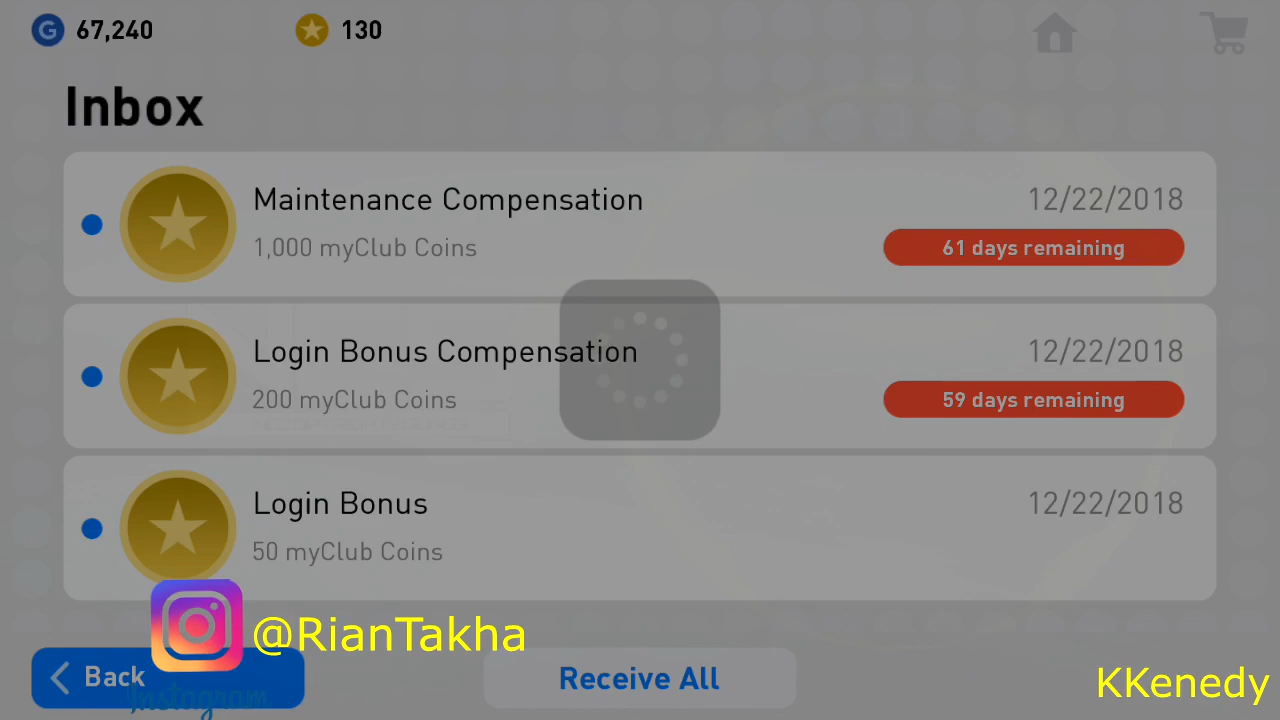 67,240
130
Inbox
Maintenance Compensation
12/22/2018
1,000 myClub Coins
61 days remaining
Login Bonus Compensation
12/22/2018
200 myClub Coins
59 days remaining
Login Bonus
12/22/2018
50 myClub Coins
@RianTakha
Back
Instagram
Receive All
KKenedy